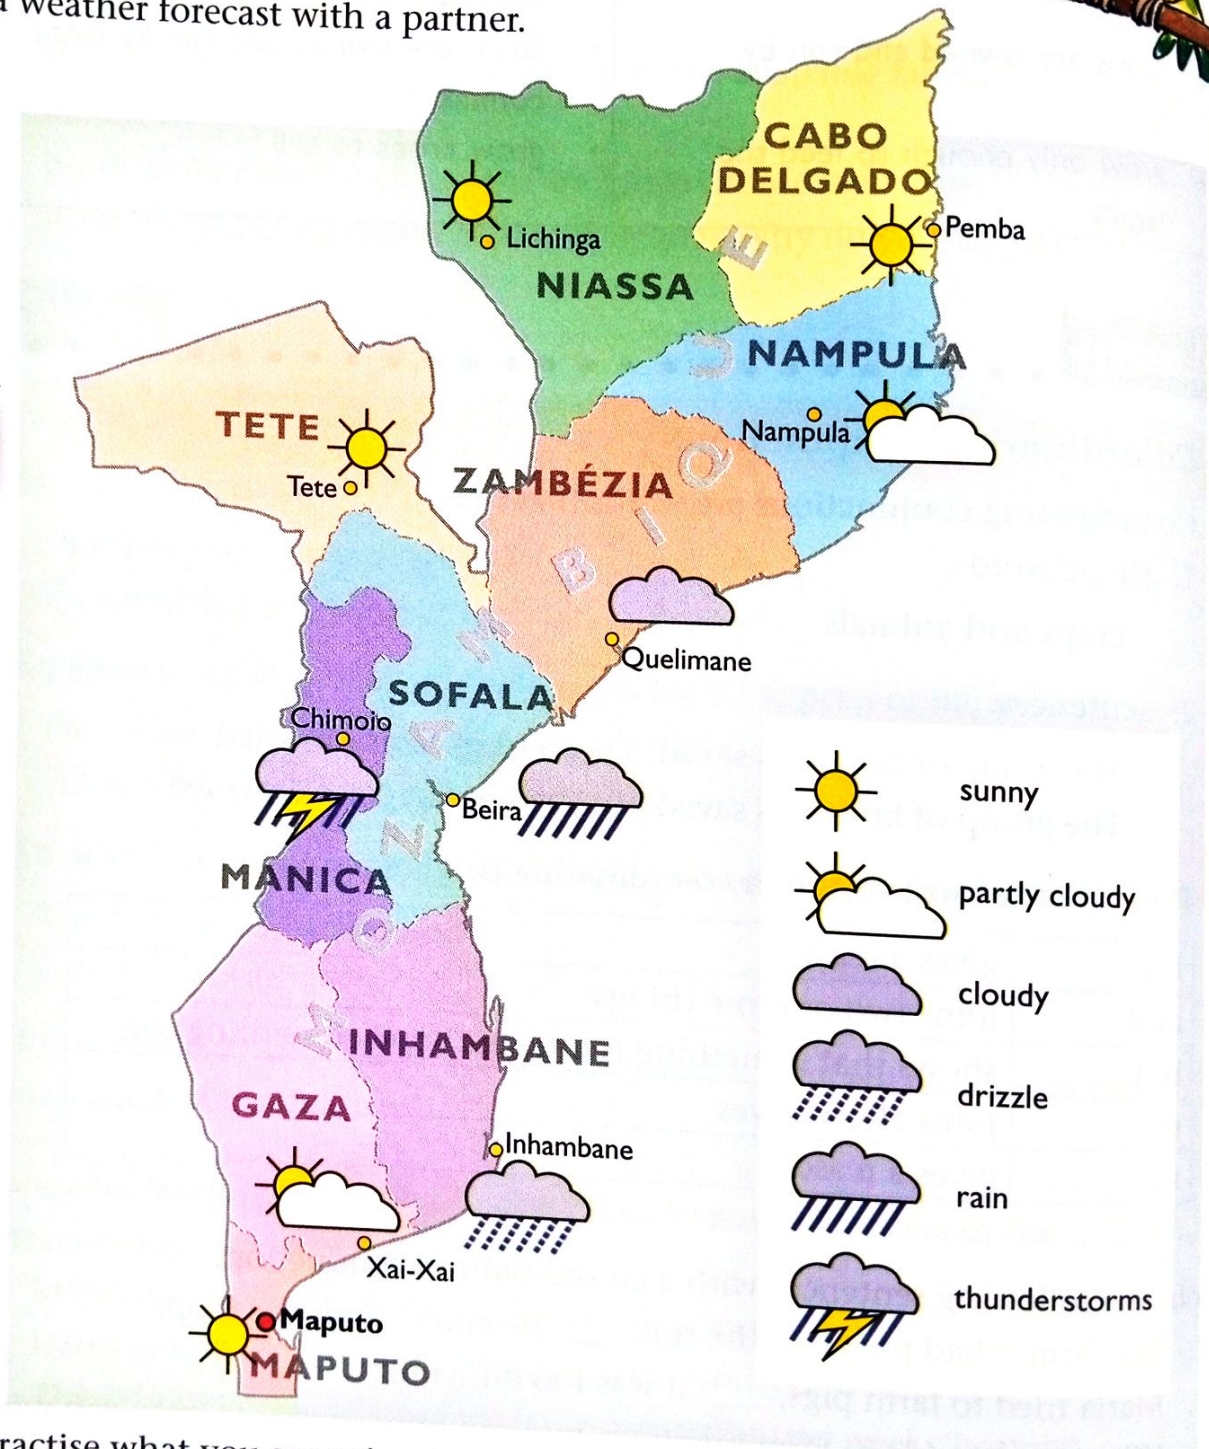 weather forecast with a partner.
CABO
DELGADO
Pemba
Lichinga
NIASSA
NAMPULA
Nampula
TETE
Tete
ZAMBÉZIA
Quelimane
SOFALA
Chimoio
Beira
MANICA
MOZAMBIQUE
INHAMBANE
GAZA
Inhambane
Xai-Xai
Maputo
MAPUTO
sunny
partly cloudy
cloudy
drizzle
rain
thunderstorms